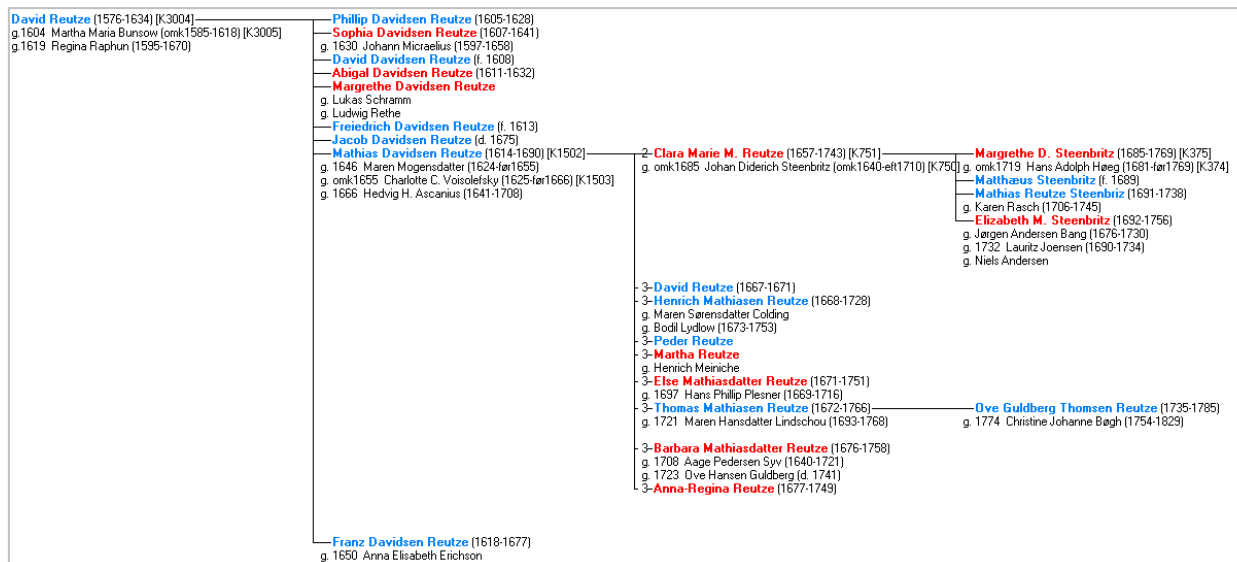 David Reutze (1576-1634) [K3004]
g.1604 Martha Maria Bunsow (omk1585-1618) [K3005]
g.1619 Regina Raphun (1595-1670)
Phillip Davidsen Reutze (1605-1628)
Sophia Davidsen Reutze (1607-1641)
g. 1630 Johann Micraelius (1597-1658)
David Davidsen Reutze (f. 1608)
Abigal Davidsen Reutze (1611-1632)
Margrethe Davidsen Reutze
g. Lukas Schramm
g. Ludwig Rethe
Freiedrich Davidsen Reutze (f. 1613)
Jacob Davidsen Reutze (d. 1675)
Mathias Davidsen Reutze (1614-1690) [K1502]
g. 1646 Maren Mogensdatter (1624-før1655)
g. omk1655 Charlotte C. Voisolefsky (1625-før1666) [K1503]
g. 1666 Hedvig H. Ascanius (1641-1708)
2 Clara Marie M. Reutze (1657-1743) [K751]
g. omk1685 Johan Diderich Steenbritz (omk1640-eft1710) [K750]
Margrethe D. Steenbritz (1685-1769) [K375]
g. omk1719 Hans Adolph Høeg (1681-før1769) [K374]
Matthæus Steenbritz (f. 1689)
Mathias Reutze Steenbriz (1691-1738)
g. Karen Rasch (1706-1745)
Elizabeth M. Steenbritz (1692-1756)
g. Jørgen Andersen Bang (1676-1730)
g. 1732 Lauritz Joensen (1690-1734)
g. Niels Andersen
3 David Reutze (1667-1671)
3 Henrich Mathiasen Reutze (1668-1728)
g. Maren Sørensdatter Colding
g. Bodil Lydlow (1673-1753)
3 Peder Reutze
3 Martha Reutze
g. Henrich Meiniche
3 Else Mathiasdatter Reutze (1671-1751)
g. 1697 Hans Phillip Plesner (1669-1716)
3 Thomas Mathiasen Reutze (1672-1766)
g. 1721 Maren Hansdatter Lindschou (1693-1768)
Ove Guldberg Thomsen Reutze (1735-1785)
g. 1774 Christine Johanne Bøgh (1754-1829)
3 Barbara Mathiasdatter Reutze (1676-1758)
g. 1708 Aage Pedersen Syv (1640-1721)
g. 1723 Ove Hansen Guldberg (d. 1741)
3 Anna-Regina Reutze (1677-1749)
Franz Davidsen Reutze (1618-1677)
g. 1650 Anna Elisabeth Erichson